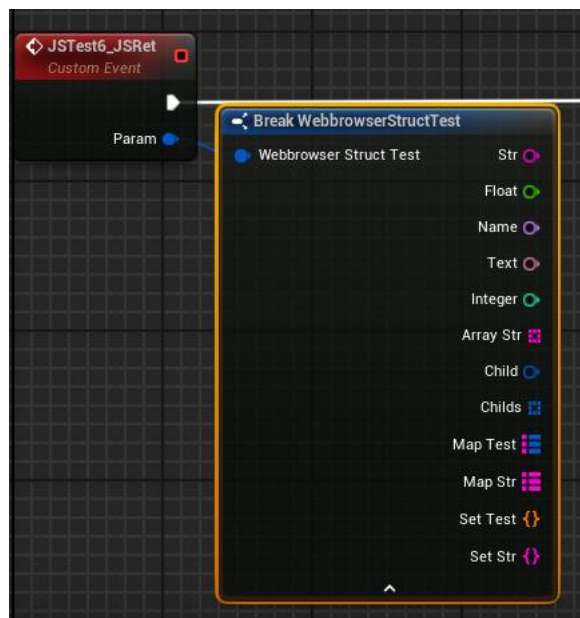 JSTest6_JSRet
Custom Event
Param
Break WebbrowserStructTest
Webbrowser Struct Test
Str
Float
Name
Text
Integer
Array Str
Child
Childs
Map Test
Map Str
Set Test
Set Str